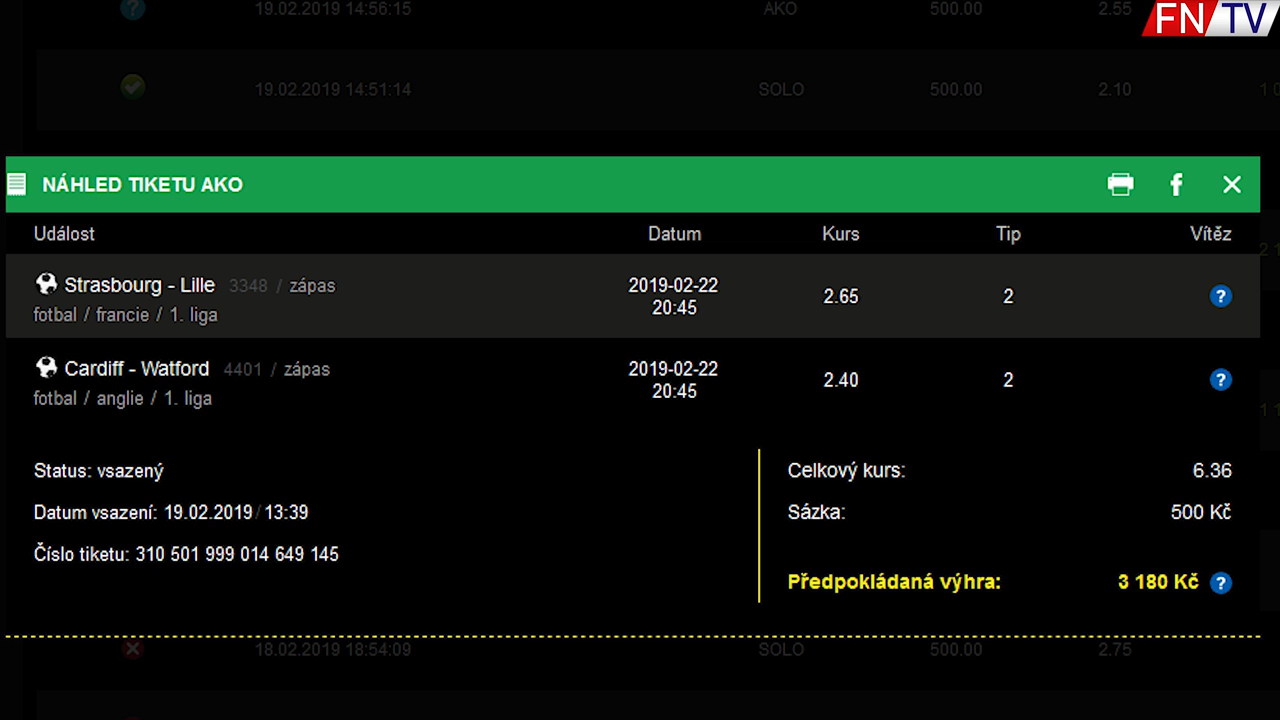 19.02.2019 14:56:15 AKO 500.00 2.55
FN TV
19.02.2019 14:51:14 SOLO 500.00 2.10
NÁHLED TIKETU AKO
Událost Datum Kurs Tip Vítěz
Strasbourg - Lille 3348 / zápas
fotbal / francie / 1. liga
2019-02-22
20:45
2.65 2 ?
Cardiff - Watford 4401 / zápas
fotbal / anglie / 1. liga
2019-02-22
20:45
2.40 2 ?
Status: vsazený
Datum vsazení: 19.02.2019 / 13:39
Číslo tiketu: 310 501 999 014 649 145
Celkový kurs: 6.36
Sázka: 500 Kč
Předpokládaná výhra: 3 180 Kč ?
18.02.2019 18:54:09 SOLO 500.00 2.75